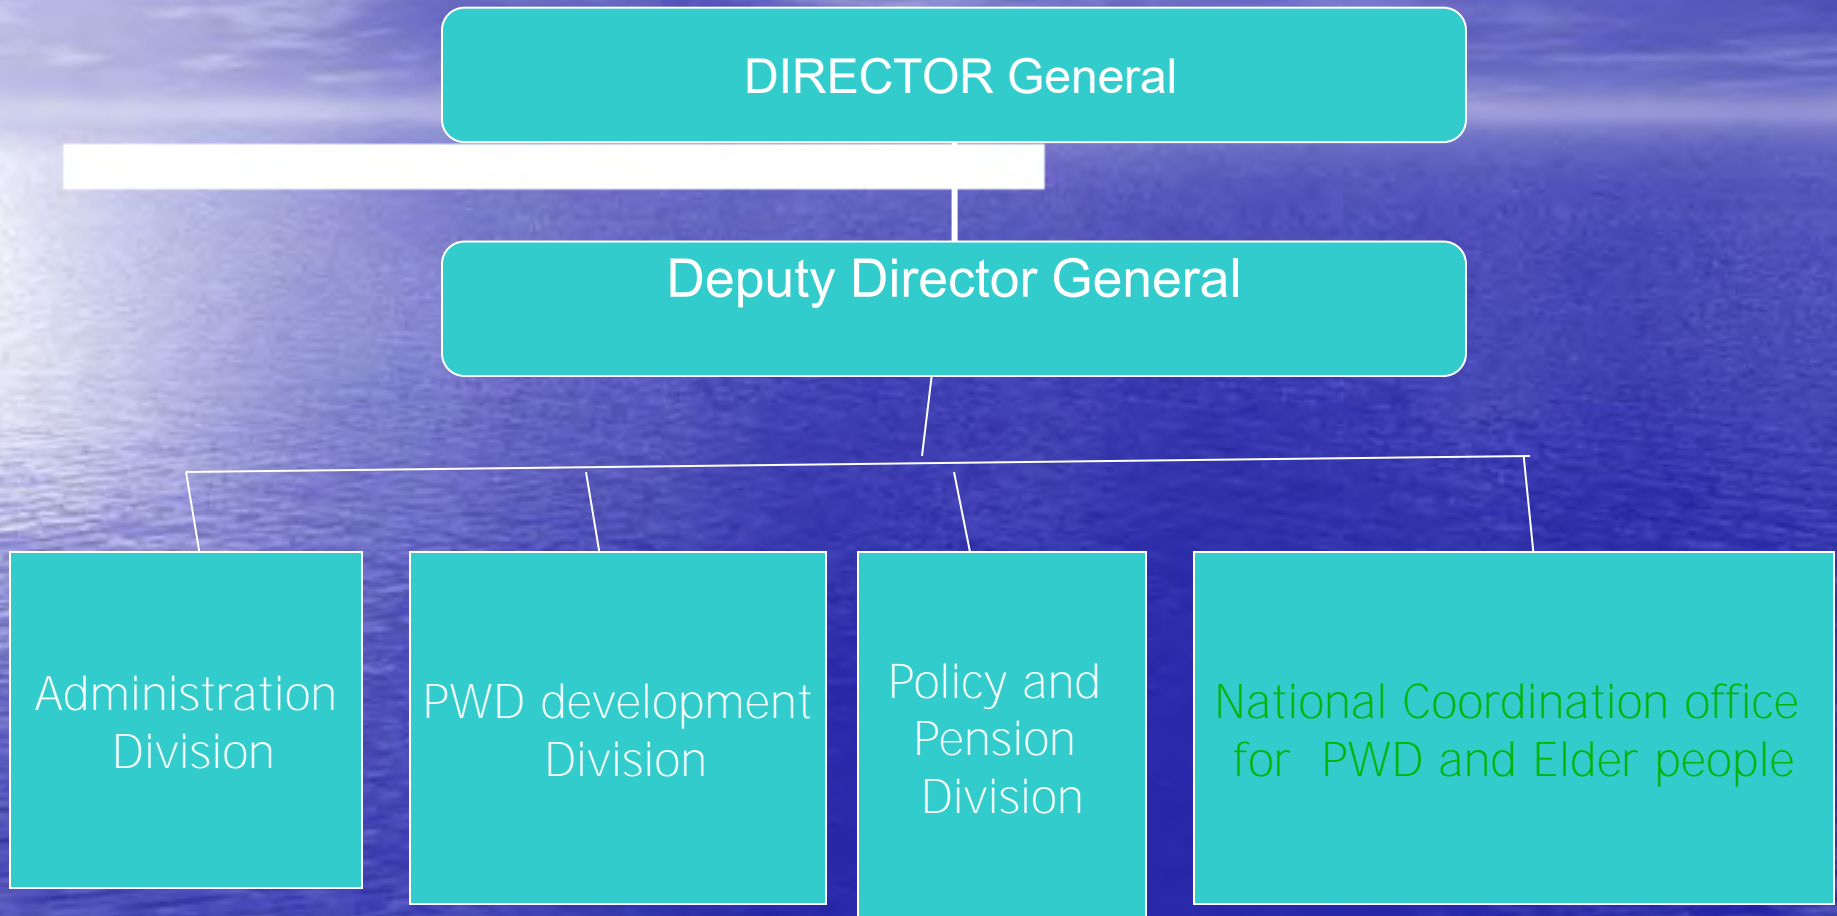 DIRECTOR General
Deputy Director General
Administration
Division
PWD development
Division
Policy and
Pension
Division
National Coordination office
for PWD and Elder people